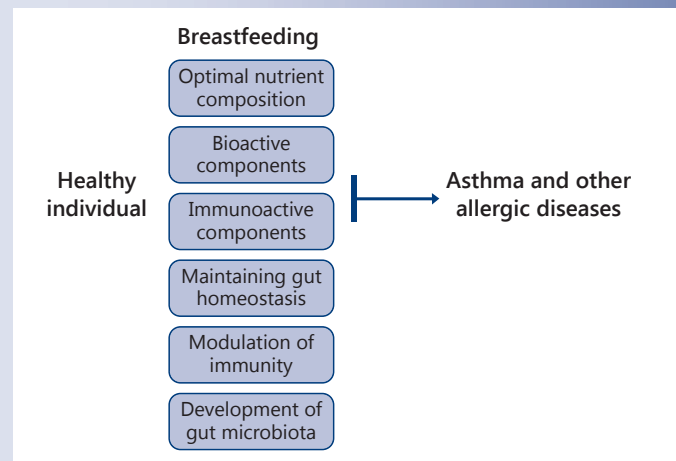 Breastfeeding
Optimal nutrient
composition
Bioactive
components
Healthy
individual
Immunoactive
components
Maintaining gut
homeostasis
Modulation of
immunity
Development of
gut microbiota
Asthma and other
allergic diseases